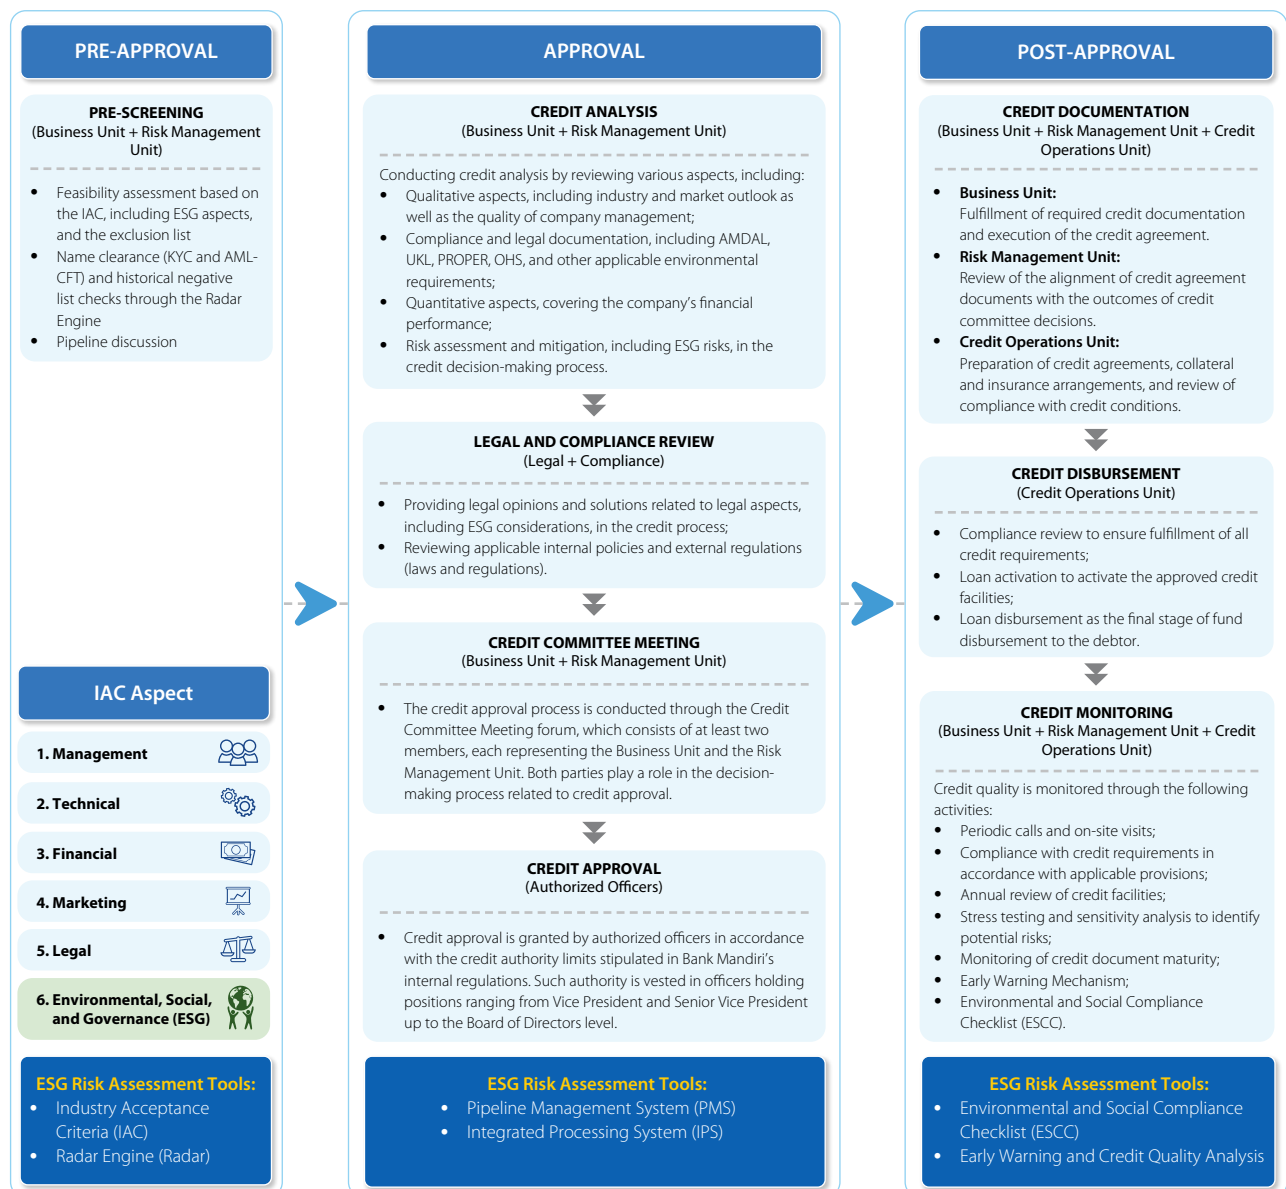 PRE-APPROVAL
PRE-SCREENING
(Business Unit + Risk Management
Unit)
• Feasibility assessment based on
the IAC, including ESG aspects,
and the exclusion list
• Name clearance (KYC and AML-
CFT) and historical negative
list checks through the Radar
Engine
• Pipeline discussion
IAC Aspect
1. Management
2. Technical
3. Financial
4. Marketing
5. Legal
6. Environmental, Social,
and Governance (ESG)
ESG Risk Assessment Tools:
• Industry Acceptance
Criteria (IAC)
• Radar Engine (Radar)
APPROVAL
CREDIT ANALYSIS
(Business Unit + Risk Management Unit)
Conducting credit analysis by reviewing various aspects, including:
• Qualitative aspects, including industry and market outlook as
well as the quality of company management;
• Compliance and legal documentation, including AMDAL,
UKL, PROPER, OHS, and other applicable environmental
requirements;
• Quantitative aspects, covering the company's financial
performance;
• Risk assessment and mitigation, including ESG risks, in the
credit decision-making process.
LEGAL AND COMPLIANCE REVIEW
(Legal + Compliance)
• Providing legal opinions and solutions related to legal aspects,
including ESG considerations, in the credit process;
• Reviewing applicable internal policies and external regulations
(laws and regulations).
CREDIT COMMITTEE MEETING
(Business Unit + Risk Management Unit)
• The credit approval process is conducted through the Credit
Committee Meeting forum, which consists of at least two
members, each representing the Business Unit and the Risk
Management Unit. Both parties play a role in the decision-
making process related to credit approval.
CREDIT APPROVAL
(Authorized Officers)
• Credit approval is granted by authorized officers in accordance
with the credit authority limits stipulated in Bank Mandiri's
internal regulations. Such authority is vested in officers holding
positions ranging from Vice President and Senior Vice President
up to the Board of Directors level.
ESG Risk Assessment Tools:
• Pipeline Management System (PMS)
• Integrated Processing System (IPS)
POST-APPROVAL
CREDIT DOCUMENTATION
(Business Unit + Risk Management Unit + Credit
Operations Unit)
• Business Unit:
Fulfillment of required credit documentation
and execution of the credit agreement.
• Risk Management Unit:
Review of the alignment of credit agreement
documents with the outcomes of credit
committee decisions.
• Credit Operations Unit:
Preparation of credit agreements, collateral
and insurance arrangements, and review of
compliance with credit conditions.
CREDIT DISBURSEMENT
(Credit Operations Unit)
• Compliance review to ensure fulfillment of all
credit requirements;
• Loan activation to activate the approved credit
facilities;
• Loan disbursement as the final stage of fund
disbursement to the debtor.
CREDIT MONITORING
(Business Unit + Risk Management Unit + Credit
Operations Unit)
Credit quality is monitored through the following
activities:
• Periodic calls and on-site visits;
• Compliance with credit requirements in
accordance with applicable provisions;
• Annual review of credit facilities;
• Stress testing and sensitivity analysis to identify
potential risks;
• Monitoring of credit document maturity;
• Early Warning Mechanism;
• Environmental and Social Compliance
Checklist (ESCC).
ESG Risk Assessment Tools:
• Environmental and Social Compliance
Checklist (ESCC)
• Early Warning and Credit Quality Analysis